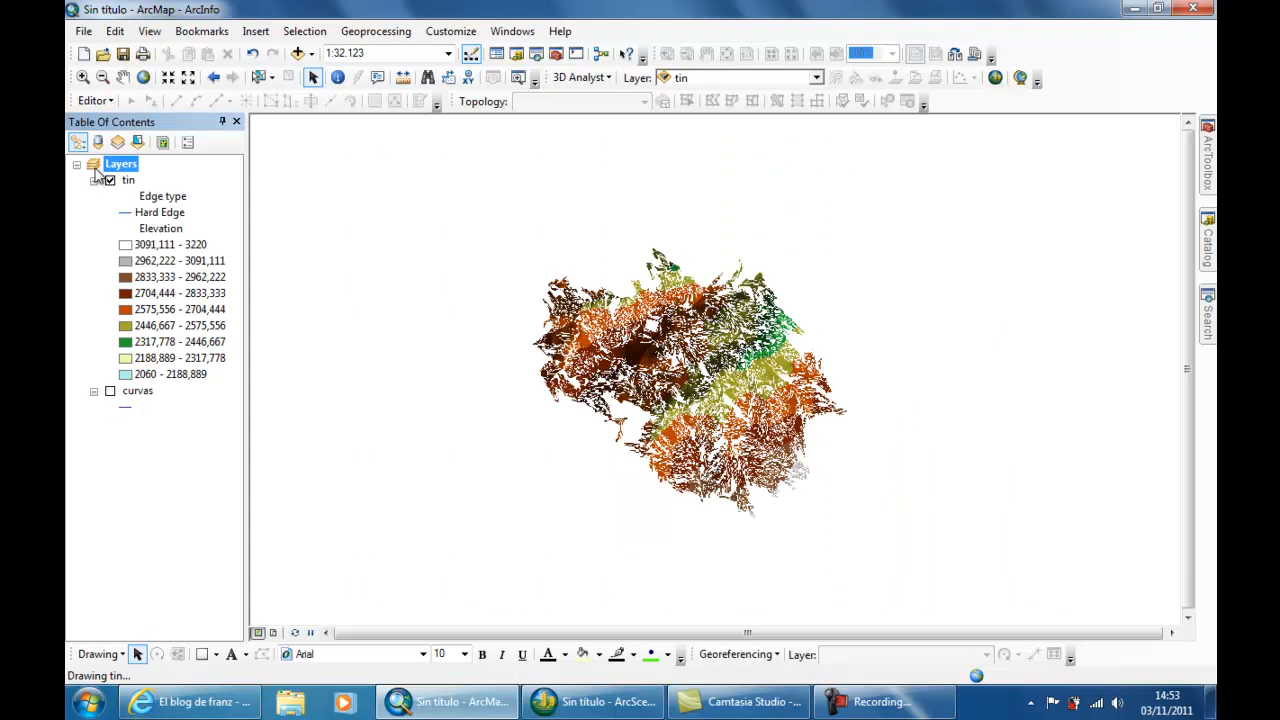 Sin título - ArcMap - ArcInfo
File Edit View Bookmarks Insert Selection Geoprocessing Customize Windows Help
1:32.123
3D Analyst Layer: tin
Editor Topology:
Table Of Contents
Layers
tin
Edge type
Hard Edge
Elevation
3091,111 - 3220
2962,222 - 3091,111
2833,333 - 2962,222
2704,444 - 2833,333
2575,556 - 2704,444
2446,667 - 2575,556
2317,778 - 2446,667
2188,889 - 2317,778
2060 - 2188,889
curvas
ArcToolbox
Catalog
Search
Drawing A Arial 10 B I U A Georeferencing Layer:
Drawing tin...
El blog de franz - ... Sin título - ArcMa... Sin título - ArcSce... Camtasia Studio - ... Recording...
14:53
03/11/2011